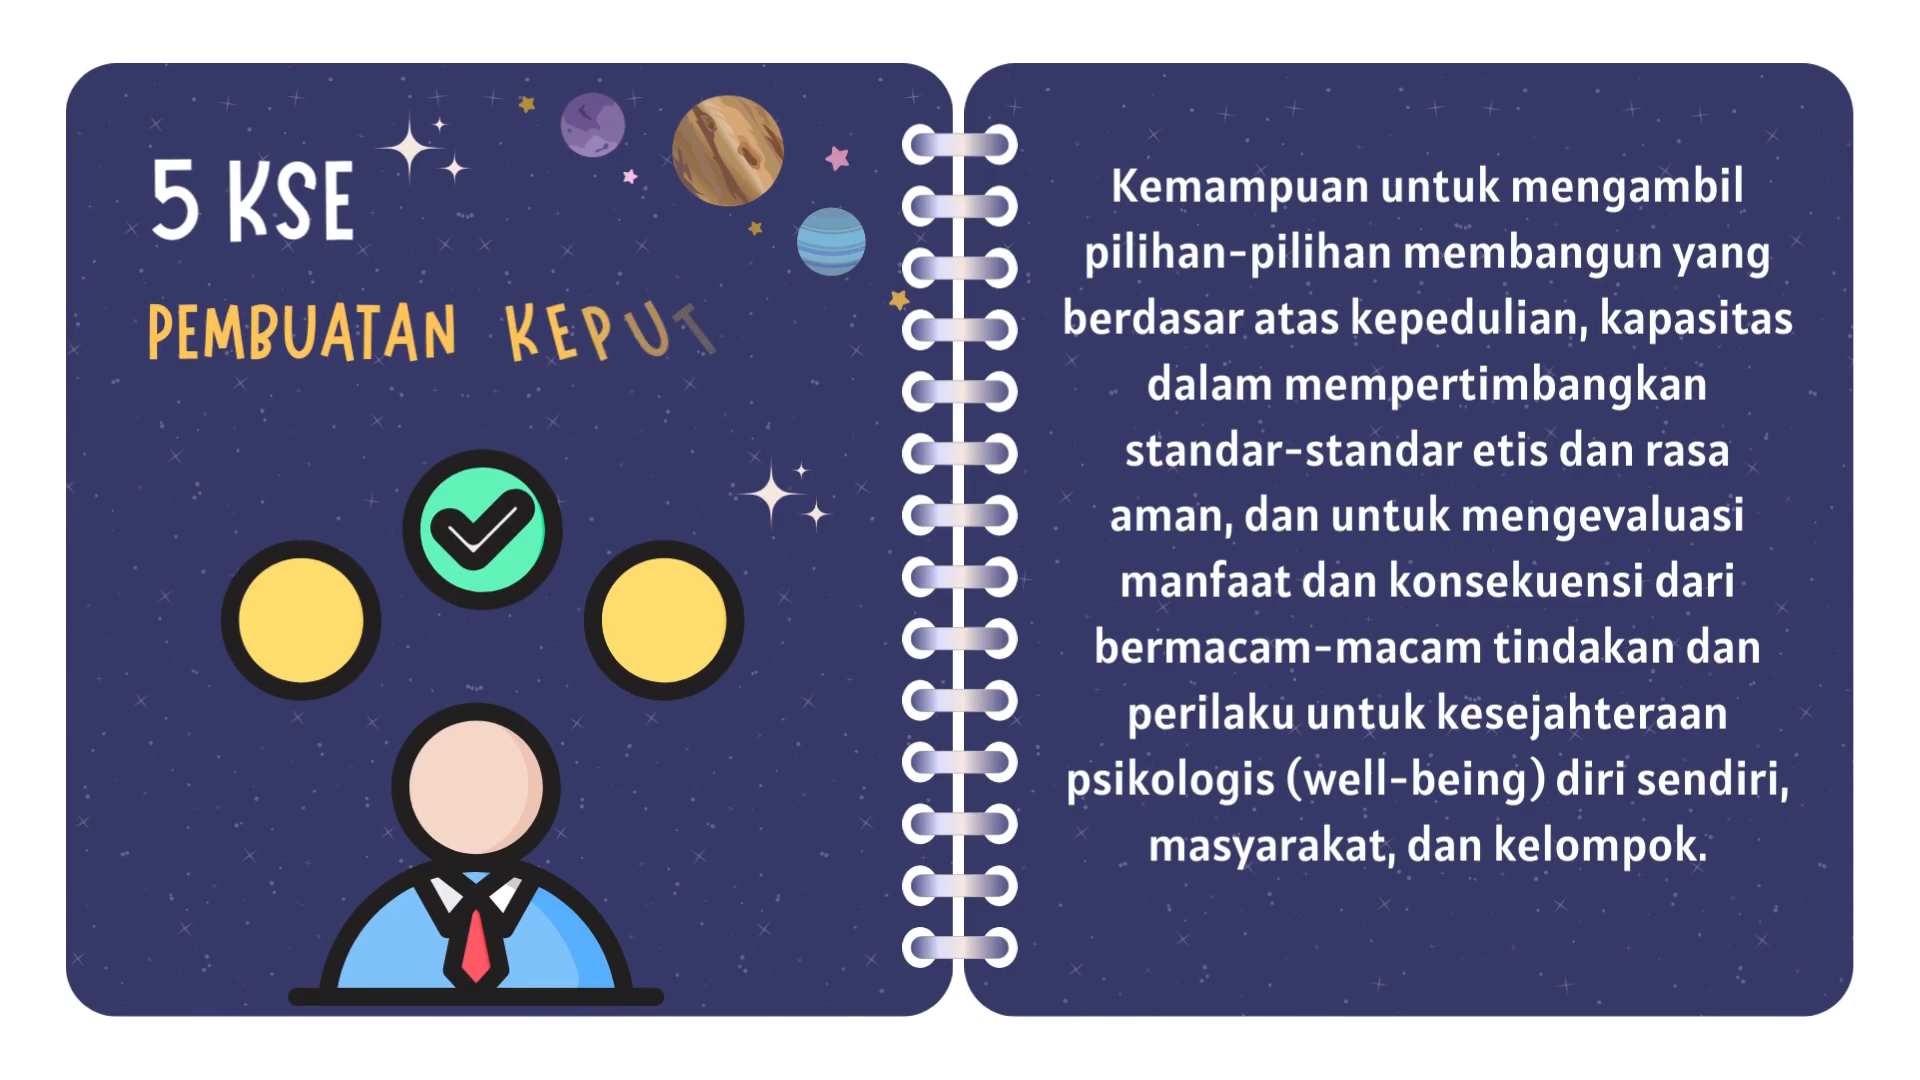 5 KSE
PEMBUATAN KEPUT
Kemampuan untuk mengambil
pilihan-pilihan membangun yang
berdasar atas kepedulian, kapasitas
dalam mempertimbangkan
standar-standar etis dan rasa
aman, dan untuk mengevaluasi
manfaat dan konsekuensi dari
bermacam-macam tindakan dan
perilaku untuk kesejahteraan
psikologis (well-being) diri sendiri,
masyarakat, dan kelompok.